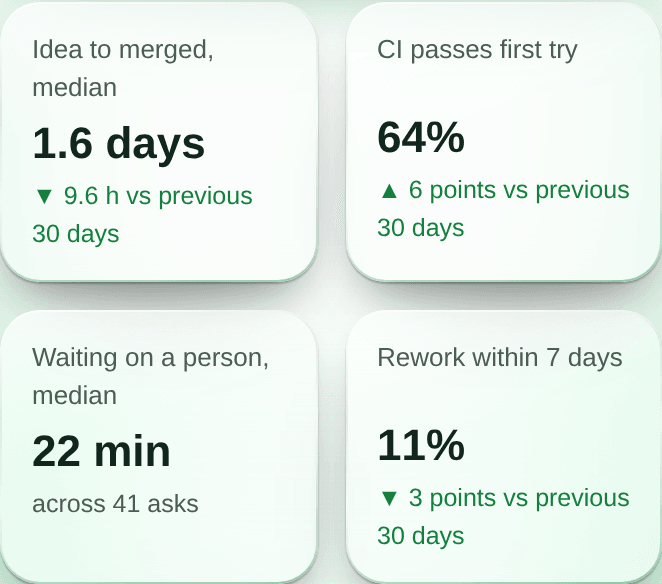 Idea to merged,
median
1.6 days
▼ 9.6 h vs previous
30 days
CI passes first try
64%
▲ 6 points vs previous
30 days
Waiting on a person,
median
22 min
across 41 asks
Rework within 7 days
11%
▼ 3 points vs previous
30 days